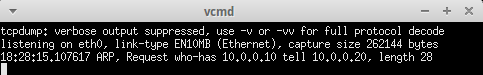 vcmd
tcpdump: verbose output suppressed, use -v or -vv for full protocol decode
listening on eth0, link-type EN10MB (Ethernet), capture size 262144 bytes
18:28:15.107617 ARP, Request who-has 10.0.0.10 tell 10.0.0.20, length 28